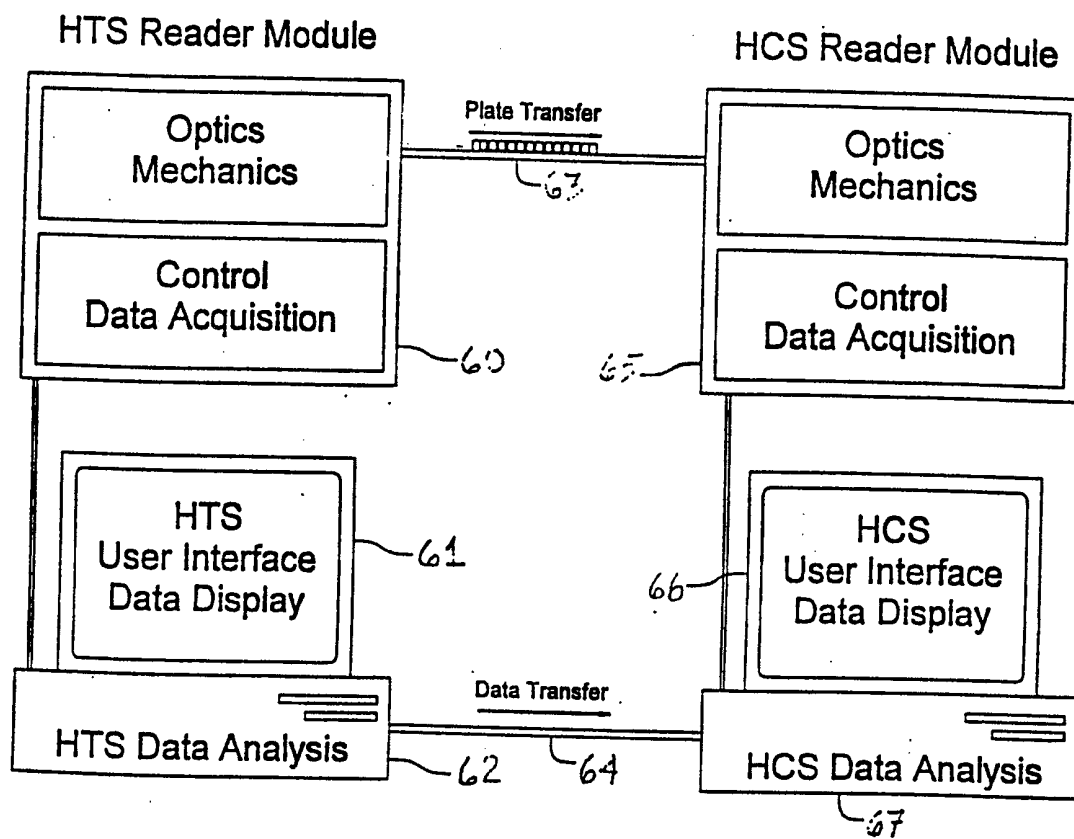 HTS Reader Module
HCS Reader Module
Optics
Mechanics
Plate Transfer
63
Optics
Mechanics
Control
Data Acquisition
60
Control
Data Acquisition
65
HTS
User Interface
Data Display
61
HCS
User Interface
Data Display
66
Data Transfer
HTS Data Analysis
62
64
HCS Data Analysis
67